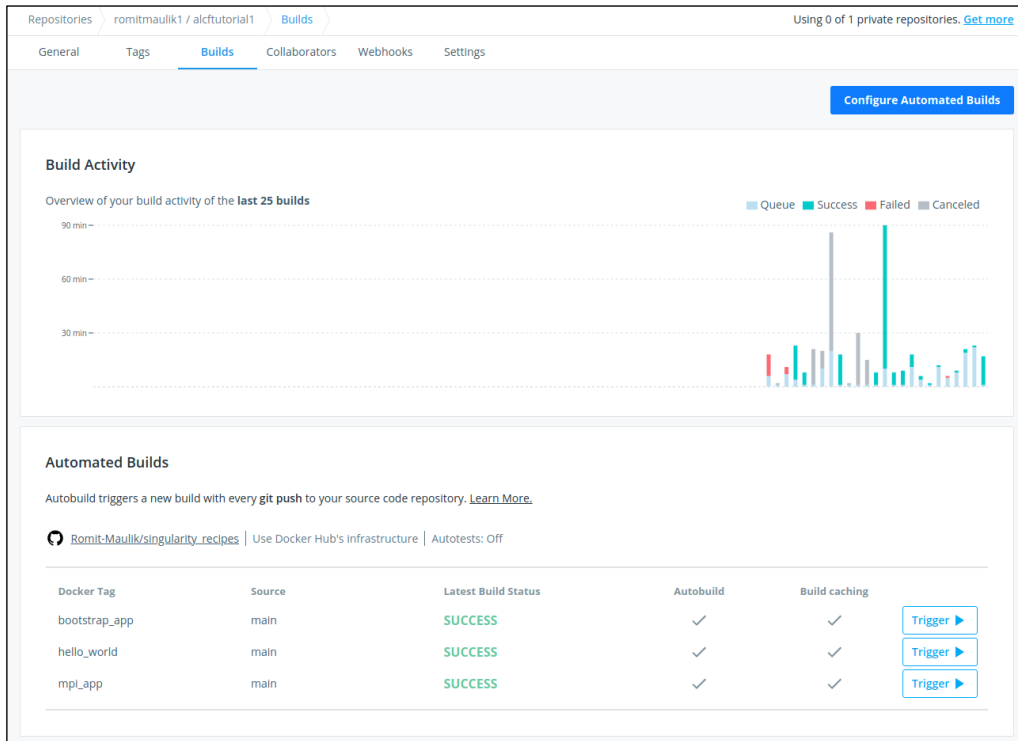 Repositories romitmaulik1 / alcftutorial1 Builds Using 0 of 1 private repositories. Get more
General Tags Builds Collaborators Webhooks Settings
Configure Automated Builds
Build Activity
Overview of your build activity of the last 25 builds
Queue Success Failed Canceled
90 min
60 min
30 min
Automated Builds
Autobuild triggers a new build with every git push to your source code repository. Learn More.
Romit-Maulik/singularity_recipes Use Docker Hub's infrastructure Autotests: Off
Docker Tag Source Latest Build Status Autobuild Build caching
bootstrap_app main SUCCESS Trigger
hello_world main SUCCESS Trigger
mpi_app main SUCCESS Trigger